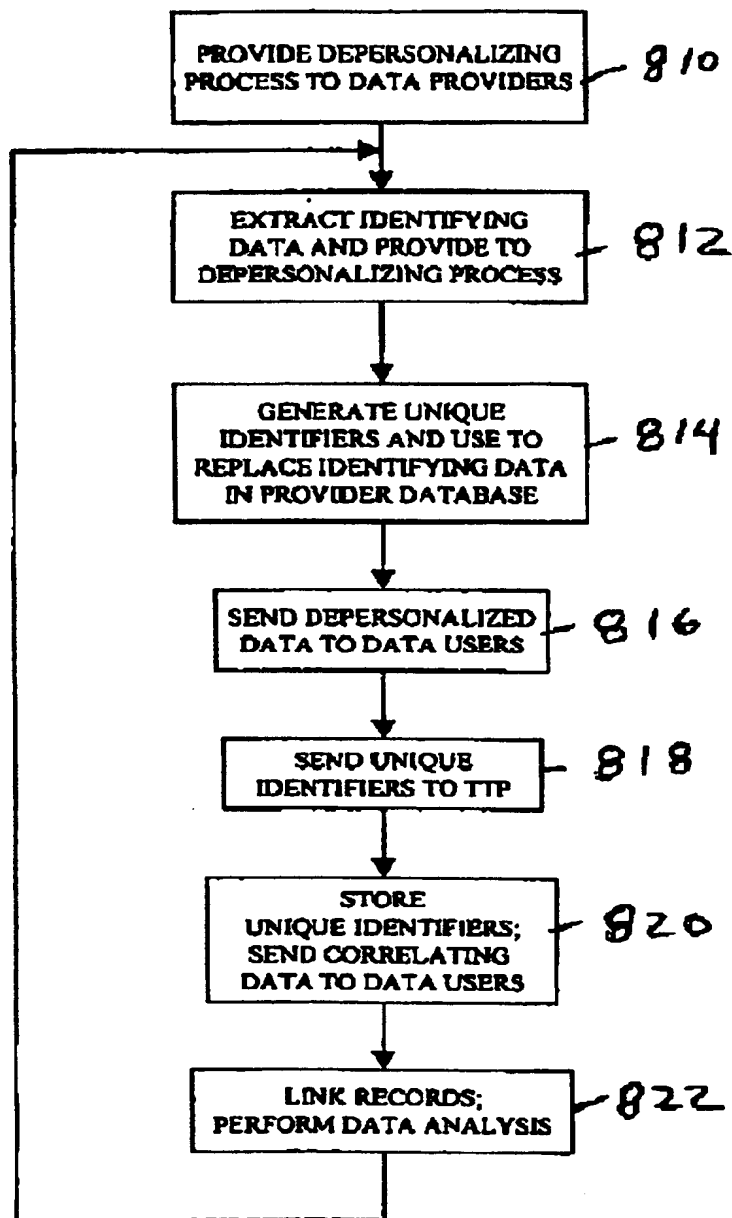 PROVIDE DEPERSONALIZING
PROCESS TO DATA PROVIDERS
810
EXTRACT IDENTIFYING
DATA AND PROVIDE TO
DEPERSONALIZING PROCESS
812
GENERATE UNIQUE
IDENTIFIERS AND USE TO
REPLACE IDENTIFYING DATA
IN PROVIDER DATABASE
814
SEND DEPERSONALIZED
DATA TO DATA USERS
816
SEND UNIQUE
IDENTIFIERS TO TTP
818
STORE
UNIQUE IDENTIFIERS;
SEND CORRELATING
DATA TO DATA USERS
820
LINK RECORDS;
PERFORM DATA ANALYSIS
822